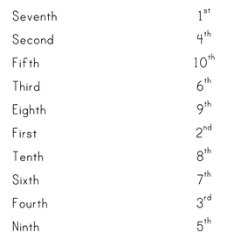 Seventh 1st
Second 4th
Fifth 10th
Third 6th
Eighth 9th
First 2nd
Tenth 8th
Sixth 7th
Fourth 3rd
Ninth 5th